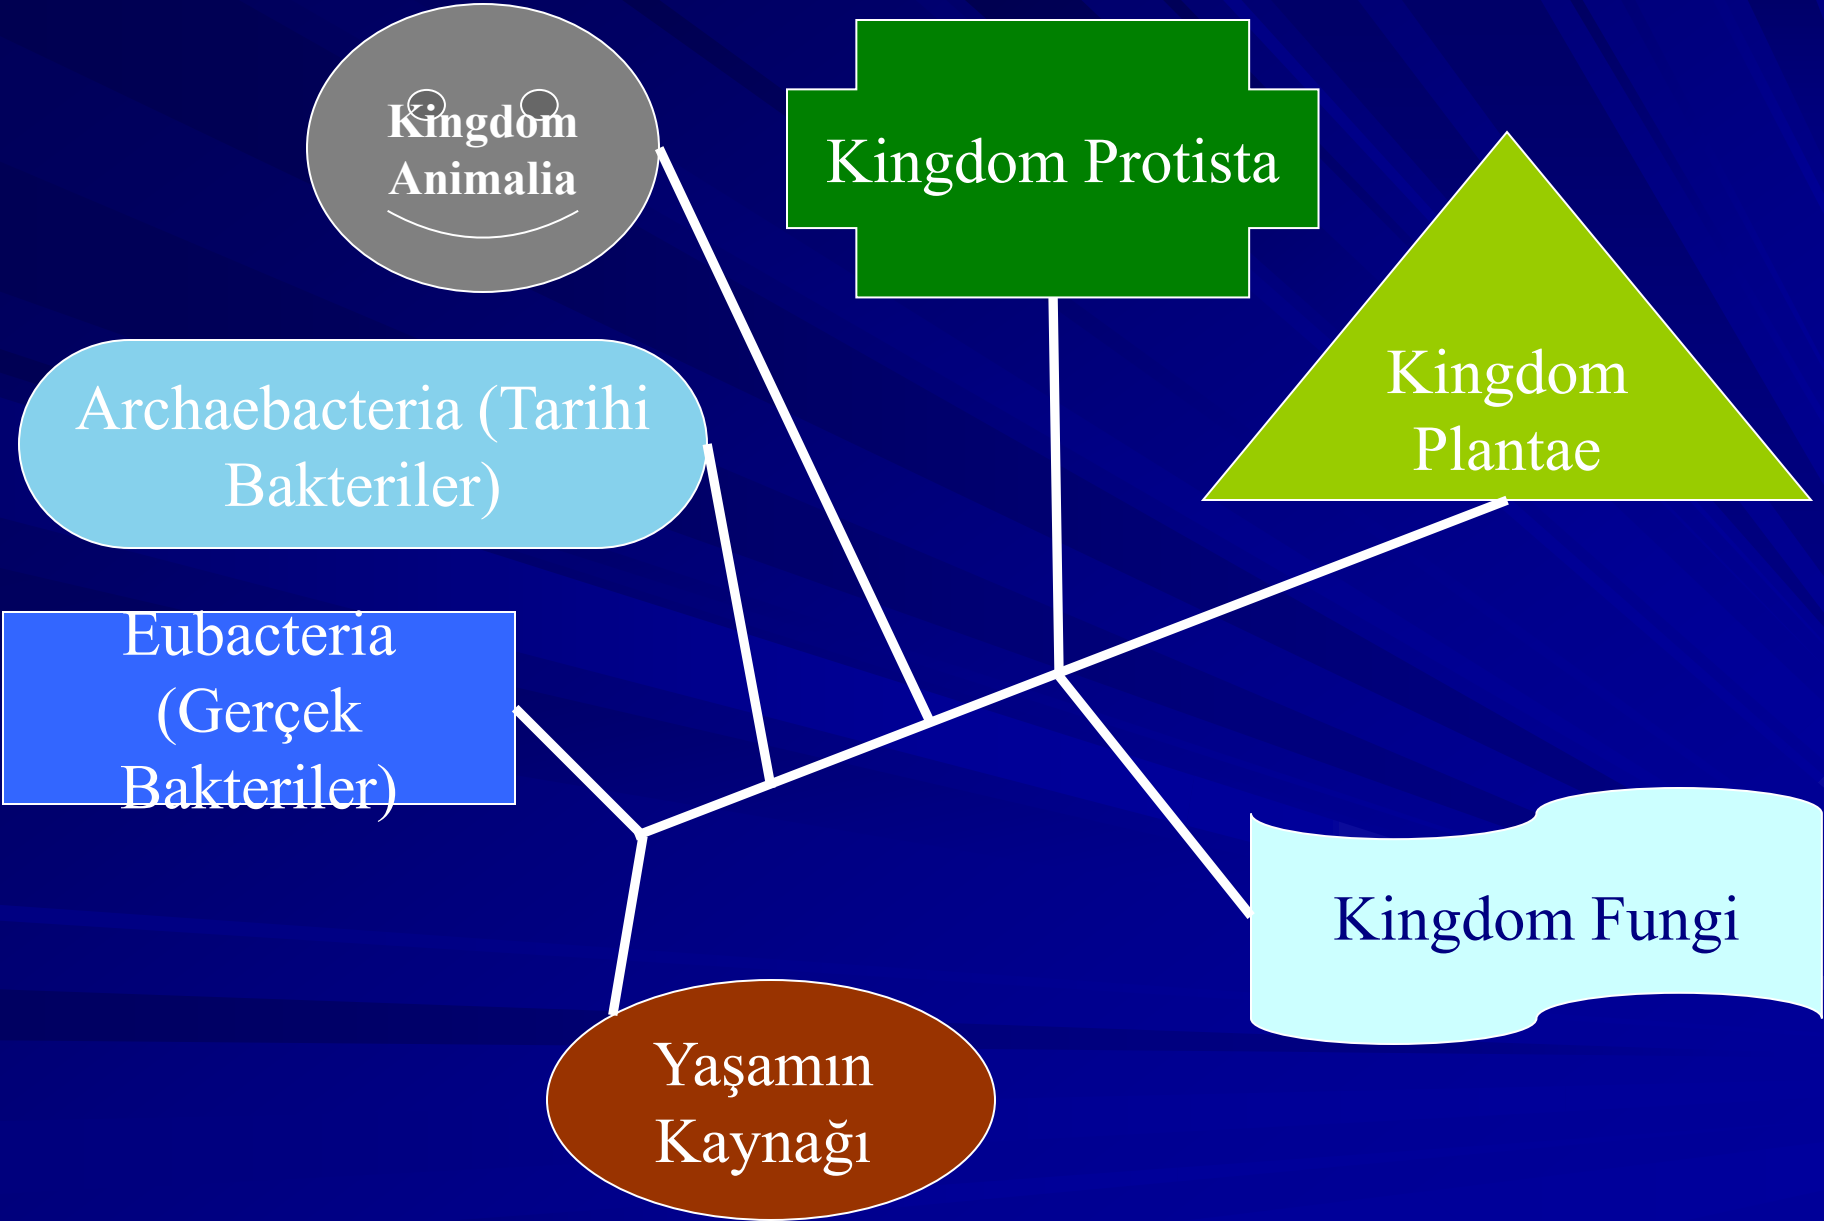 Kingdom
Animalia
Kingdom Protista
Kingdom
Plantae
Archaebacteria (Tarihi
Bakteriler)
Eubacteria
(Gerçek
Bakteriler)
Kingdom Fungi
Yaşamın
Kaynağı